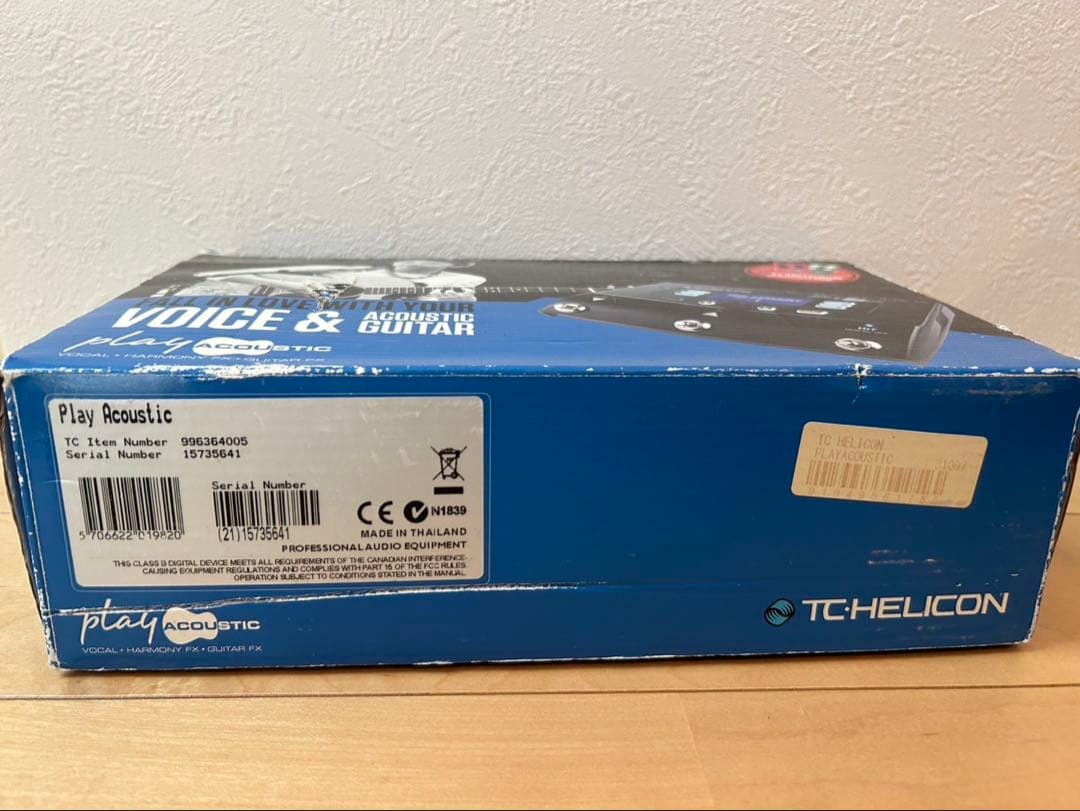 FALL IN LOVE WITH YOUR
VOICE & ACOUSTIC GUITAR
play ACOUSTIC
VOCAL • HARMONY FX • GUITAR FX
Play Acoustic
TC Item Number 996364005
Serial Number 15735641
Serial Number
5 706622 019820
(21)15735641
N1839
MADE IN THAILAND
PROFESSIONAL AUDIO EQUIPMENT
THIS CLASS B DIGITAL DEVICE MEETS ALL REQUIREMENTS OF THE CANADIAN INTERFERENCE-
CAUSING EQUIPMENT REGULATIONS AND COMPLIES WITH PART 15 OF THE FCC RULES.
OPERATION SUBJECT TO CONDITIONS STATED IN THE MANUAL.
CE
TC HELICON
PLAYACOUSTIC
play ACOUSTIC
VOCAL • HARMONY FX • GUITAR FX
TC•HELICON